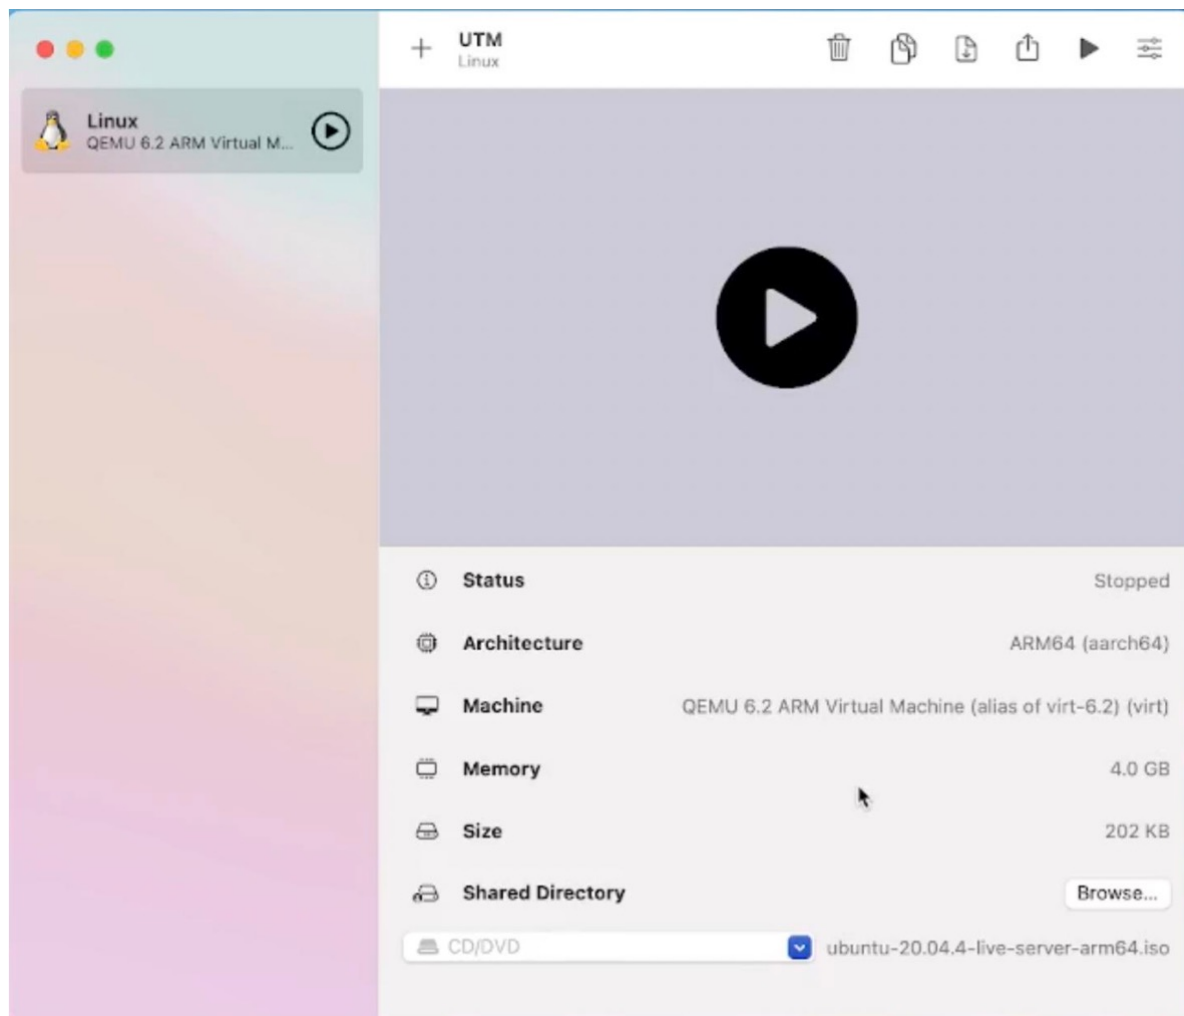 UTM
Linux
Linux
QEMU 6.2 ARM Virtual M...
Status
Stopped
Architecture
ARM64 (aarch64)
Machine
QEMU 6.2 ARM Virtual Machine (alias of virt-6.2) (virt)
Memory
4.0 GB
Size
202 KB
Shared Directory
Browse...
CD/DVD
ubuntu-20.04.4-live-server-arm64.iso